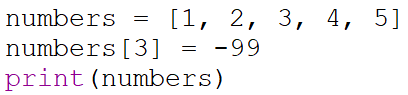 numbers = [1, 2, 3, 4, 5]
numbers[3] = -99
print(numbers)